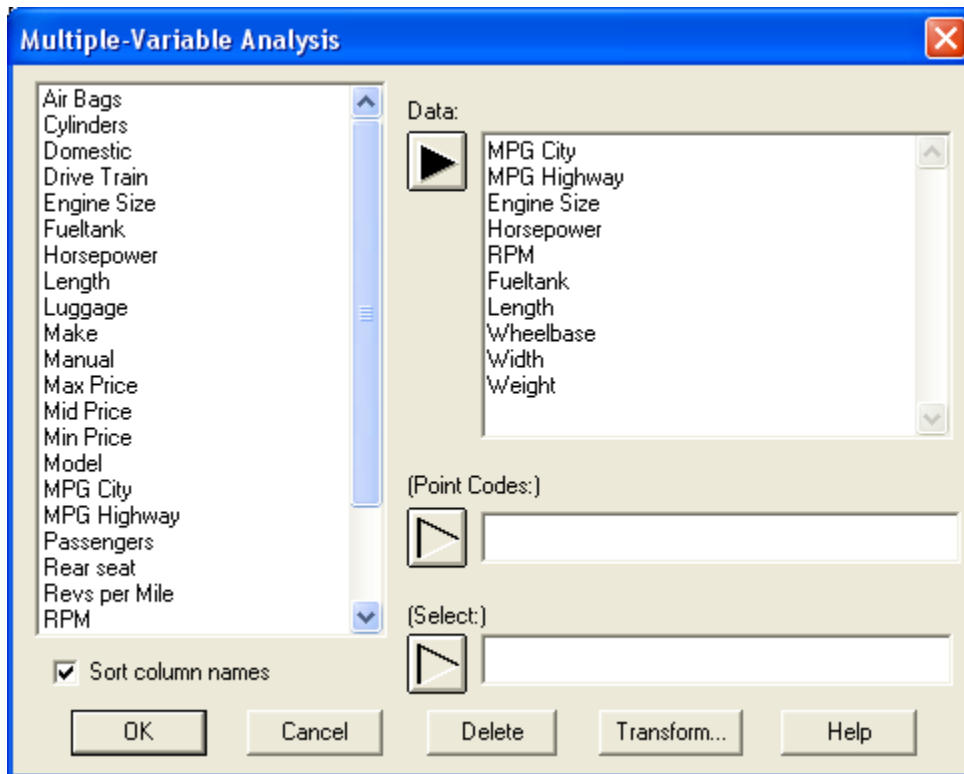 Multiple-Variable Analysis
Air Bags
Cylinders
Domestic
Drive Train
Engine Size
Fueltank
Horsepower
Length
Luggage
Make
Manual
Max Price
Mid Price
Min Price
Model
MPG City
MPG Highway
Passengers
Rear seat
Revs per Mile
RPM
Sort column names
Data:
MPG City
MPG Highway
Engine Size
Horsepower
RPM
Fueltank
Length
Wheelbase
Width
Weight
(Point Codes:)
(Select:)
OK
Cancel
Delete
Transform...
Help